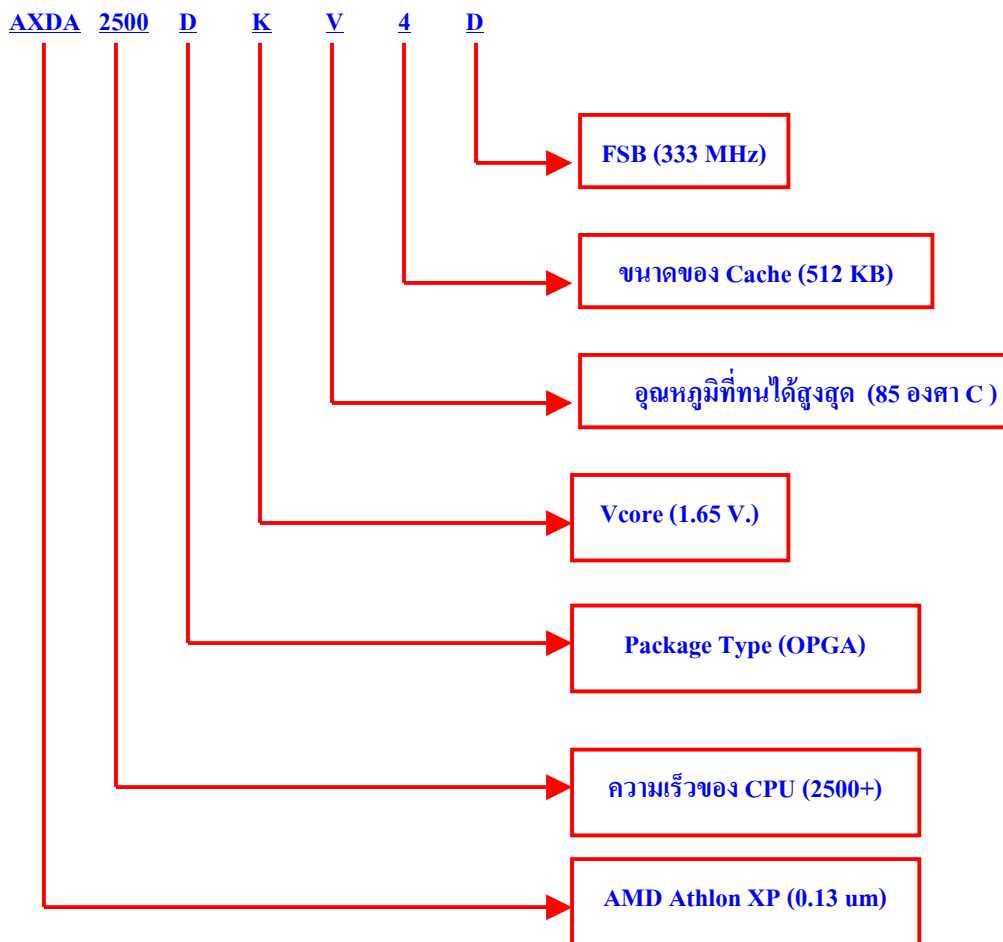 AXDA 2500 D K V 4 D
FSB (333 MHz)
ขนาดของ Cache (512 KB)
อุณหภูมิที่ทนได้สูงสุด (85 องศา C )
Vcore (1.65 V.)
Package Type (OPGA)
ความเร็วของ CPU (2500+)
AMD Athlon XP (0.13 um)